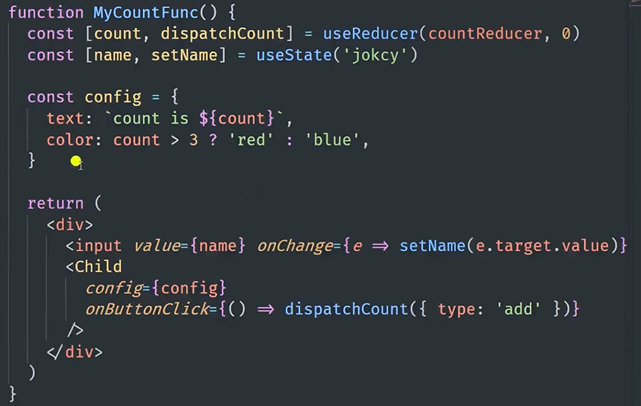 function MyCountFunc() {
const [count, dispatchCount] = useReducer(countReducer, 0)
const [name, setName] = useState('jokcy')
const config = {
text: `count is ${count}`,
color: count > 3 ? 'red' : 'blue',
}
return (
<div>
<input value={name} onChange={e => setName(e.target.value)}
<Child
config={config}
onButtonClick={() => dispatchCount({ type: 'add' })}
/>
</div>
)
}